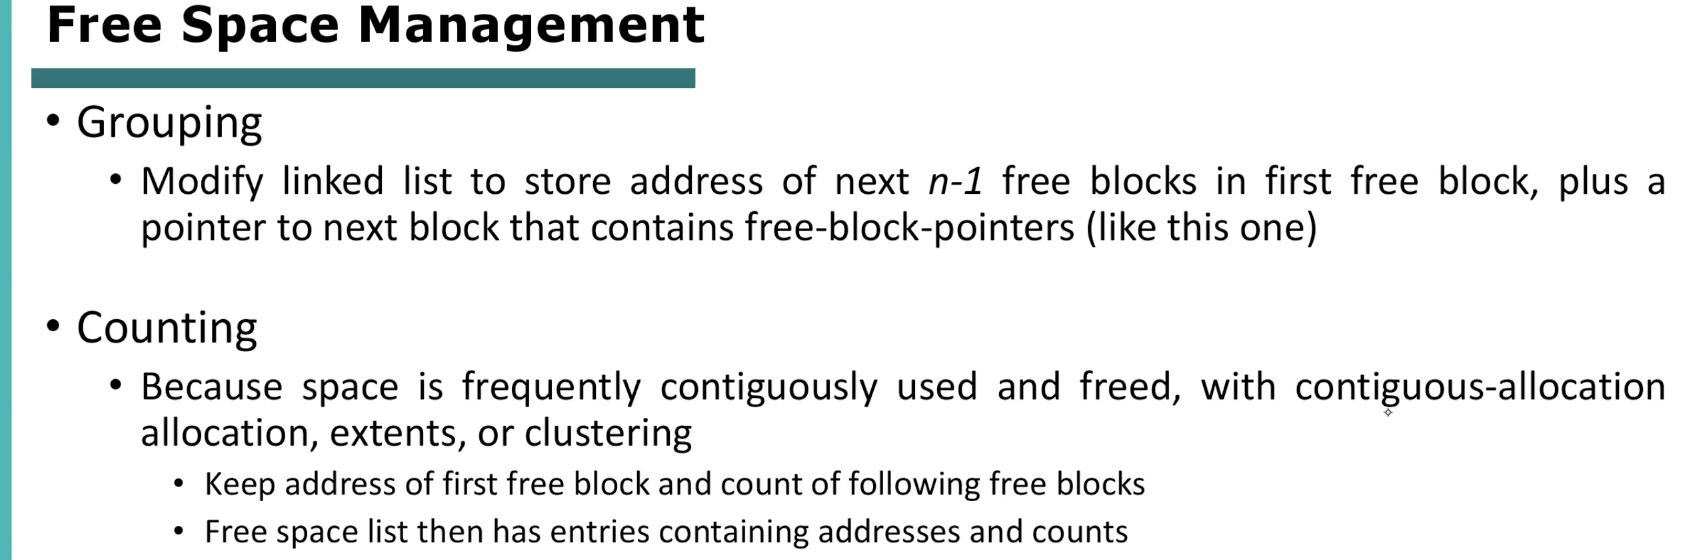 Free Space Management
• Grouping
• Modify linked list to store address of next n-1 free blocks in first free block, plus a
pointer to next block that contains free-block-pointers (like this one)
• Counting
• Because space is frequently contiguously used and freed, with contiguous-allocation
allocation, extents, or clustering
• Keep address of first free block and count of following free blocks
• Free space list then has entries containing addresses and counts